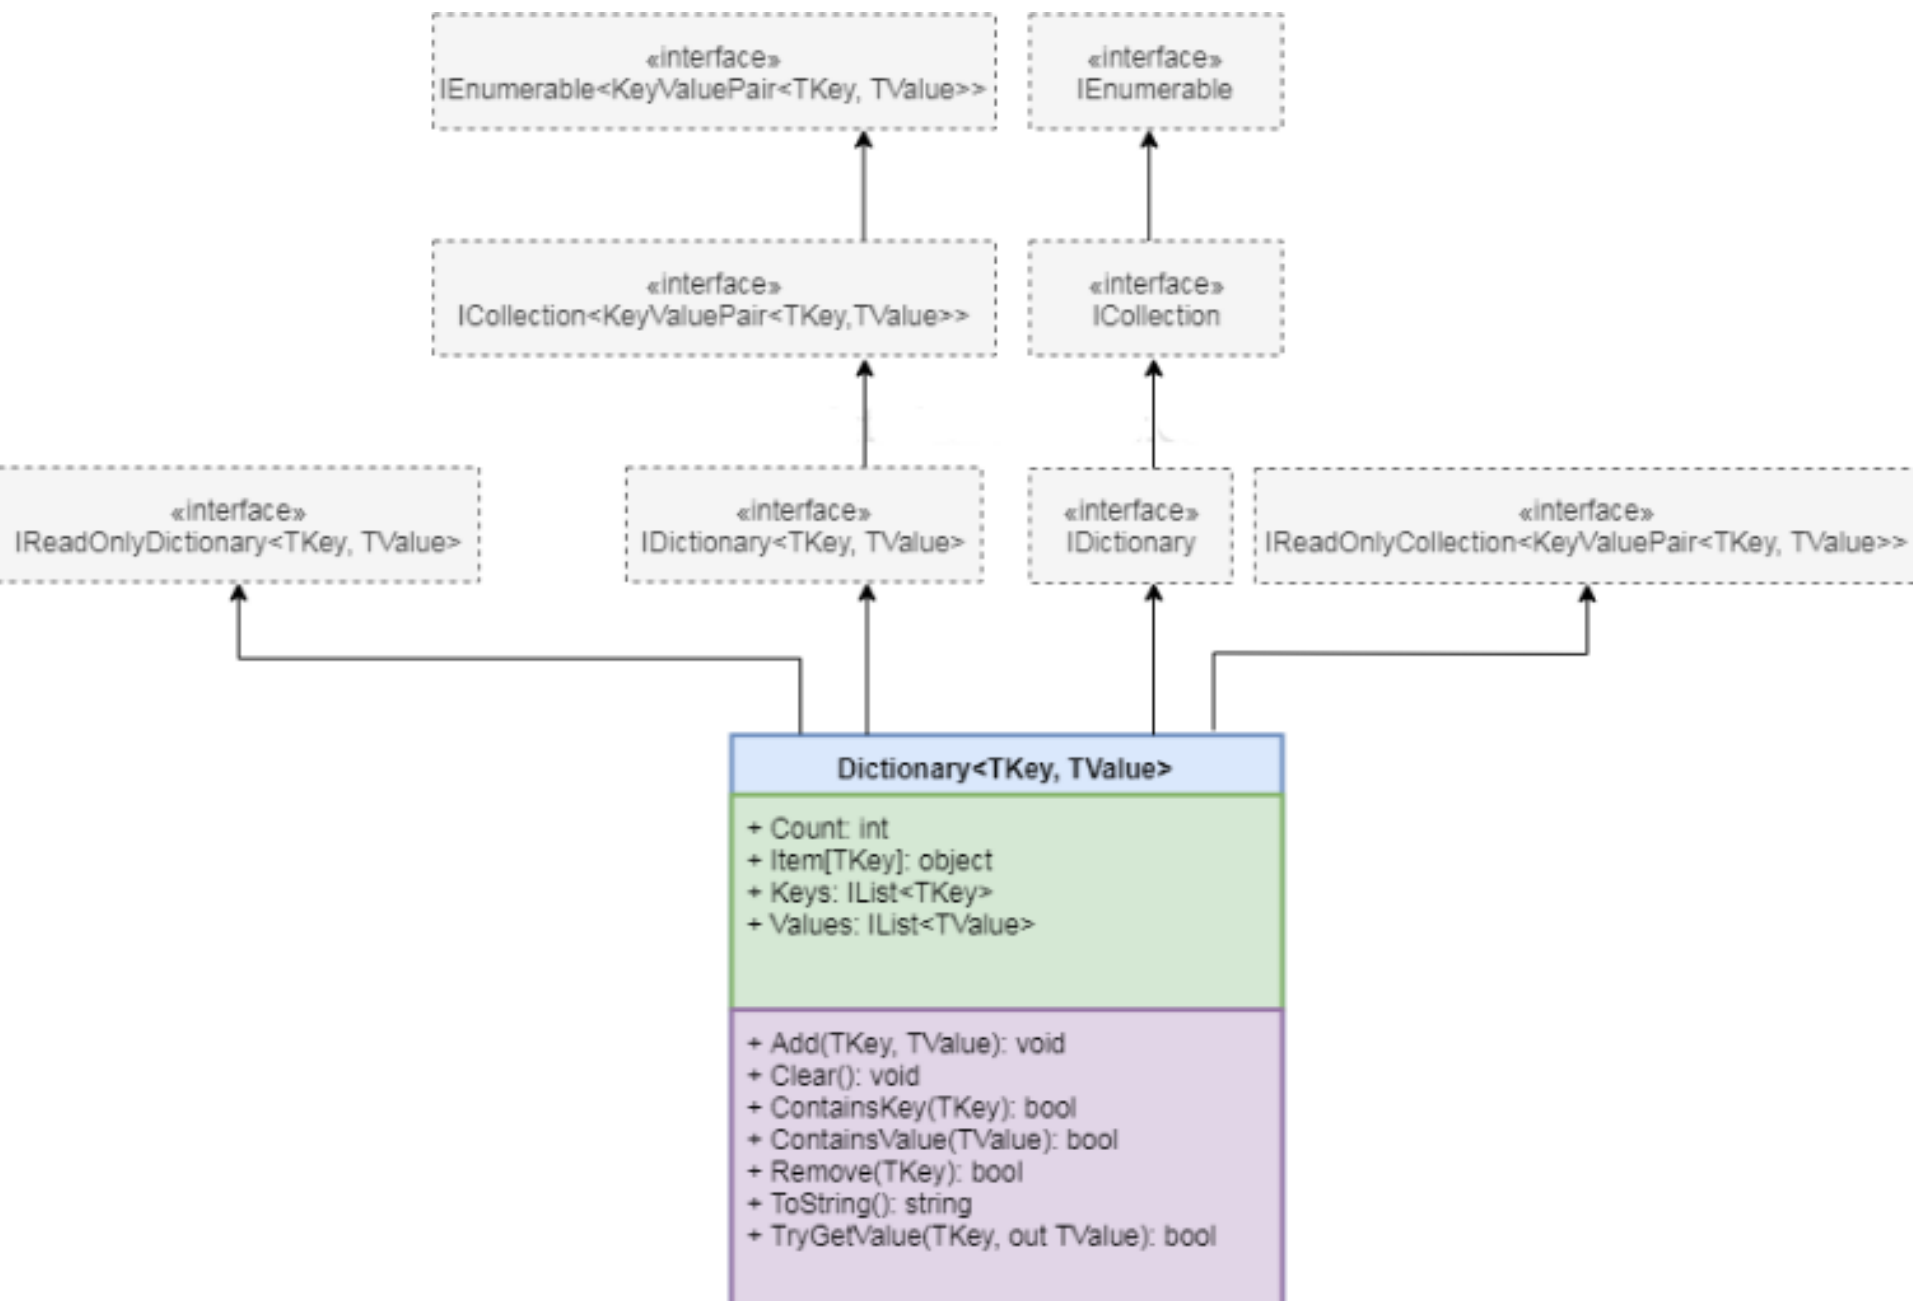 «interface»
IEnumerable<KeyValuePair<TKey, TValue>>
«interface»
IEnumerable
«interface»
ICollection<KeyValuePair<TKey,TValue>>
«interface»
ICollection
«interface»
IReadOnlyDictionary<TKey, TValue>
«interface»
IDictionary<TKey, TValue>
«interface»
IDictionary
«interface»
IReadOnlyCollection<KeyValuePair<TKey, TValue>>
Dictionary<TKey, TValue>
+ Count: int
+ Item[TKey]: object
+ Keys: IList<TKey>
+ Values: IList<TValue>
+ Add(TKey, TValue): void
+ Clear(): void
+ ContainsKey(TKey): bool
+ ContainsValue(TValue): bool
+ Remove(TKey): bool
+ ToString(): string
+ TryGetValue(TKey, out TValue): bool